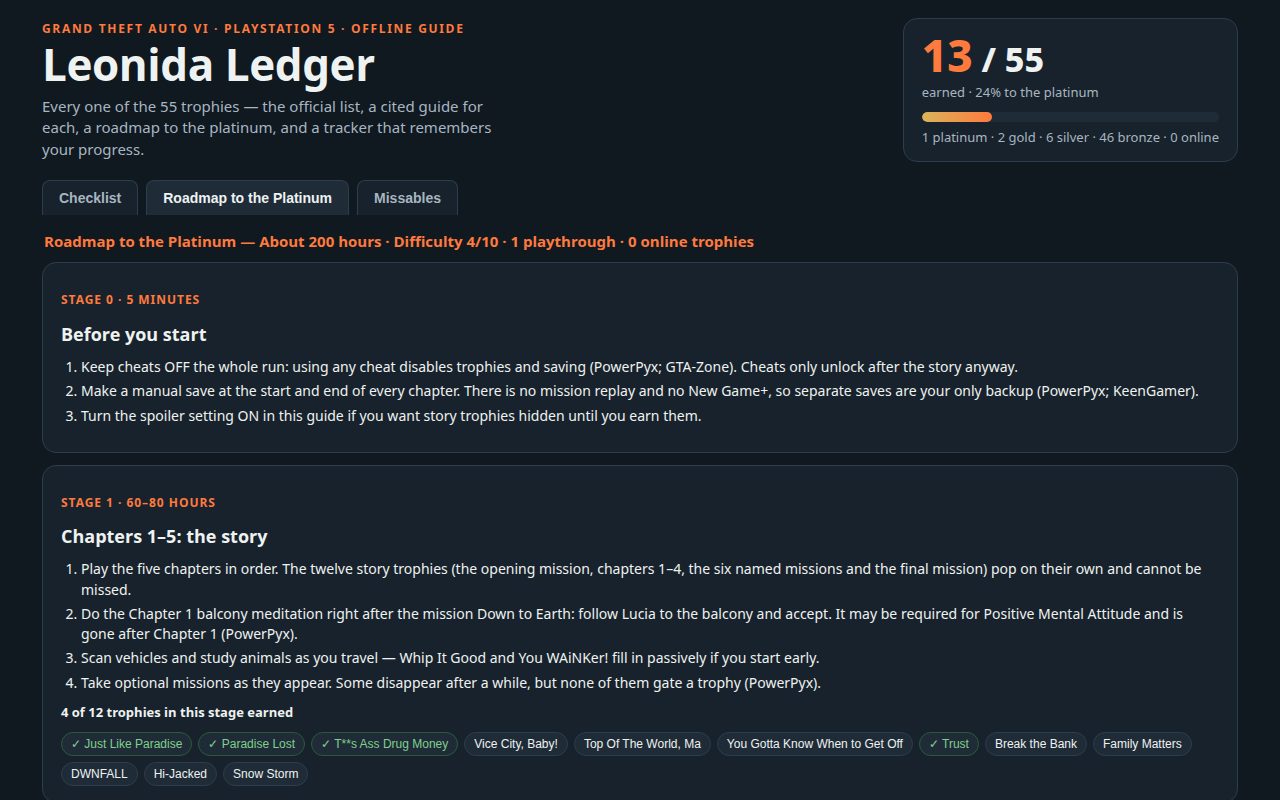 GRAND THEFT AUTO VI · PLAYSTATION 5 · OFFLINE GUIDE
Leonida Ledger
Every one of the 55 trophies — the official list, a cited guide for
each, a roadmap to the platinum, and a tracker that remembers
your progress.
13 / 55
earned · 24% to the platinum
1 platinum · 2 gold · 6 silver · 46 bronze · 0 online
Checklist
Roadmap to the Platinum
Missables
Roadmap to the Platinum — About 200 hours · Difficulty 4/10 · 1 playthrough · 0 online trophies
STAGE 0 · 5 MINUTES
Before you start
1. Keep cheats OFF the whole run: using any cheat disables trophies and saving (PowerPyx; GTA-Zone). Cheats only unlock after the story anyway.
2. Make a manual save at the start and end of every chapter. There is no mission replay and no New Game+, so separate saves are your only backup (PowerPyx; KeenGamer).
3. Turn the spoiler setting ON in this guide if you want story trophies hidden until you earn them.
STAGE 1 · 60–80 HOURS
Chapters 1–5: the story
1. Play the five chapters in order. The twelve story trophies (the opening mission, chapters 1–4, the six named missions and the final mission) pop on their own and cannot be
missed.
2. Do the Chapter 1 balcony meditation right after the mission Down to Earth: follow Lucia to the balcony and accept. It may be required for Positive Mental Attitude and is
gone after Chapter 1 (PowerPyx).
3. Scan vehicles and study animals as you travel — Whip It Good and You WAiNKer! fill in passively if you start early.
4. Take optional missions as they appear. Some disappear after a while, but none of them gate a trophy (PowerPyx).
4 of 12 trophies in this stage earned
✓ Just Like Paradise
✓ Paradise Lost
✓ T**s Ass Drug Money
Vice City, Baby!
Top Of The World, Ma
You Gotta Know When to Get Off
✓ Trust
Break the Bank
Family Matters
DWNFALL
Hi-Jacked
Snow Storm